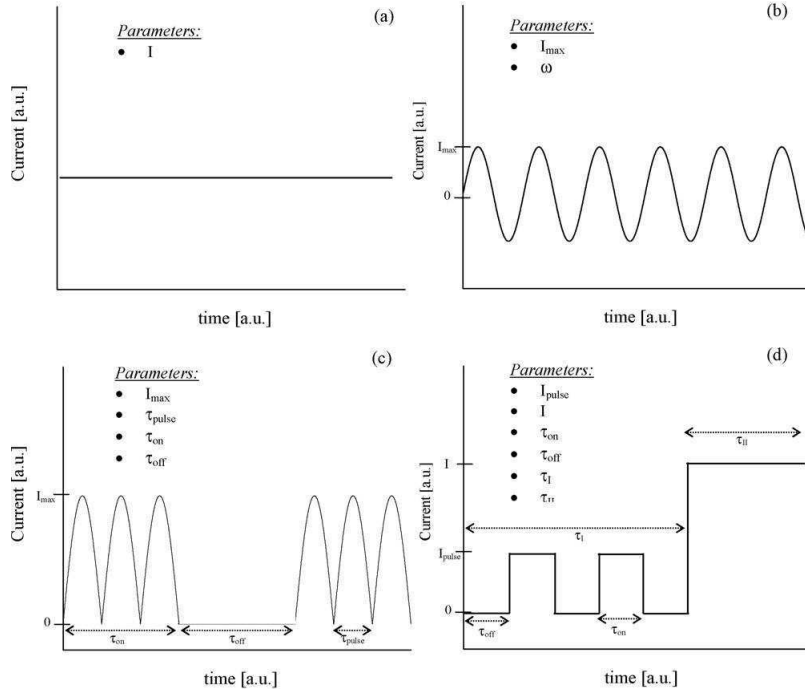 (a)
Parameters:
• I
Current [a.u.]
time [a.u.]
(b)
Parameters:
• Imax
• ω
Current [a.u.]
Imax
0
time [a.u.]
(c)
Parameters:
• Imax
• τpulse
• τon
• τoff
Current [a.u.]
Imax
0
τon
τoff
τpulse
time [a.u.]
(d)
Parameters:
• Ipulse
• I
• τon
• τoff
• τI
• τII
Current [a.u.]
I
τII
τI
Ipulse
0
τoff
τon
time [a.u.]